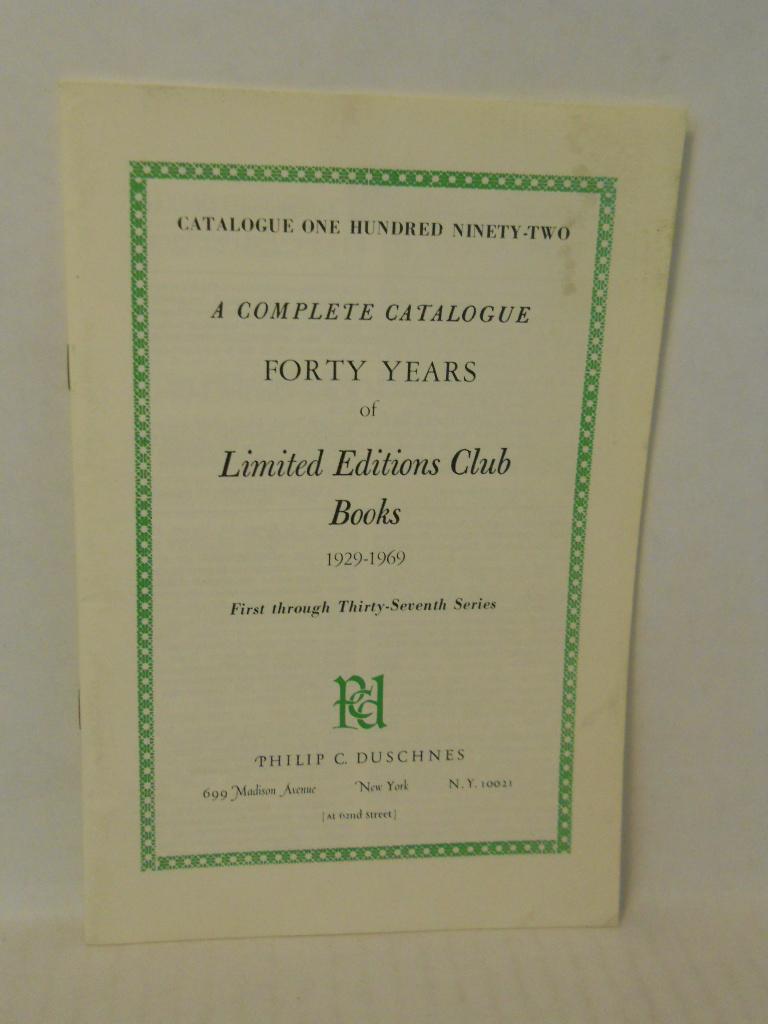 CATALOGUE ONE HUNDRED NINETY-TWO
A COMPLETE CATALOGUE
FORTY YEARS
of
Limited Editions Club
Books
1929-1969
First through Thirty-Seventh Series
Pcd
PHILIP C. DUSCHNES
699 Madison Avenue New York N.Y. 10021
[At 62nd Street]